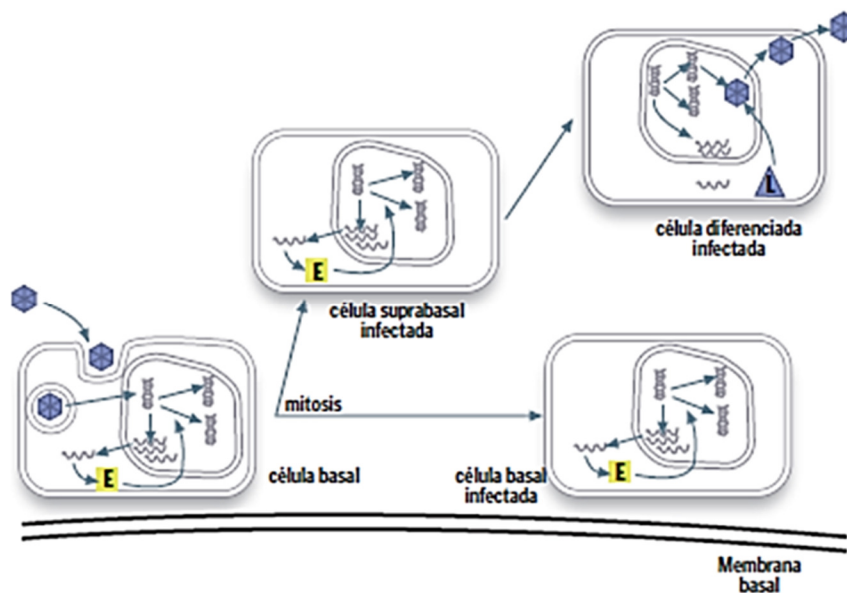 L
célula diferenciada
infectada
E
célula suprabasal
infectada
mitosis
E
célula basal
E
célula basal
infectada
Membrana
basal